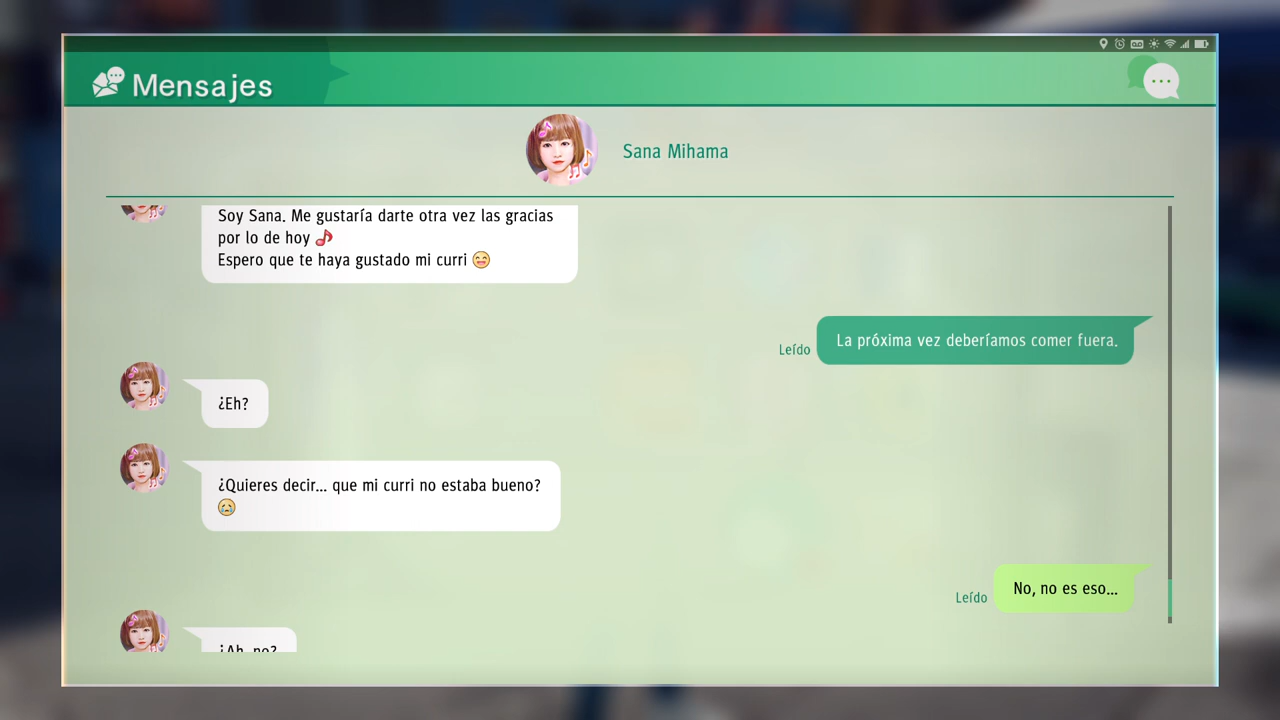 Mensajes
Sana Mihama
Soy Sana. Me gustaría darte otra vez las gracias
por lo de hoy
Espero que te haya gustado mi curri
La próxima vez deberíamos comer fuera.
Leído
¿Eh?
¿Quieres decir... que mi curri no estaba bueno?
No, no es eso...
Leído
¿Ah, no?